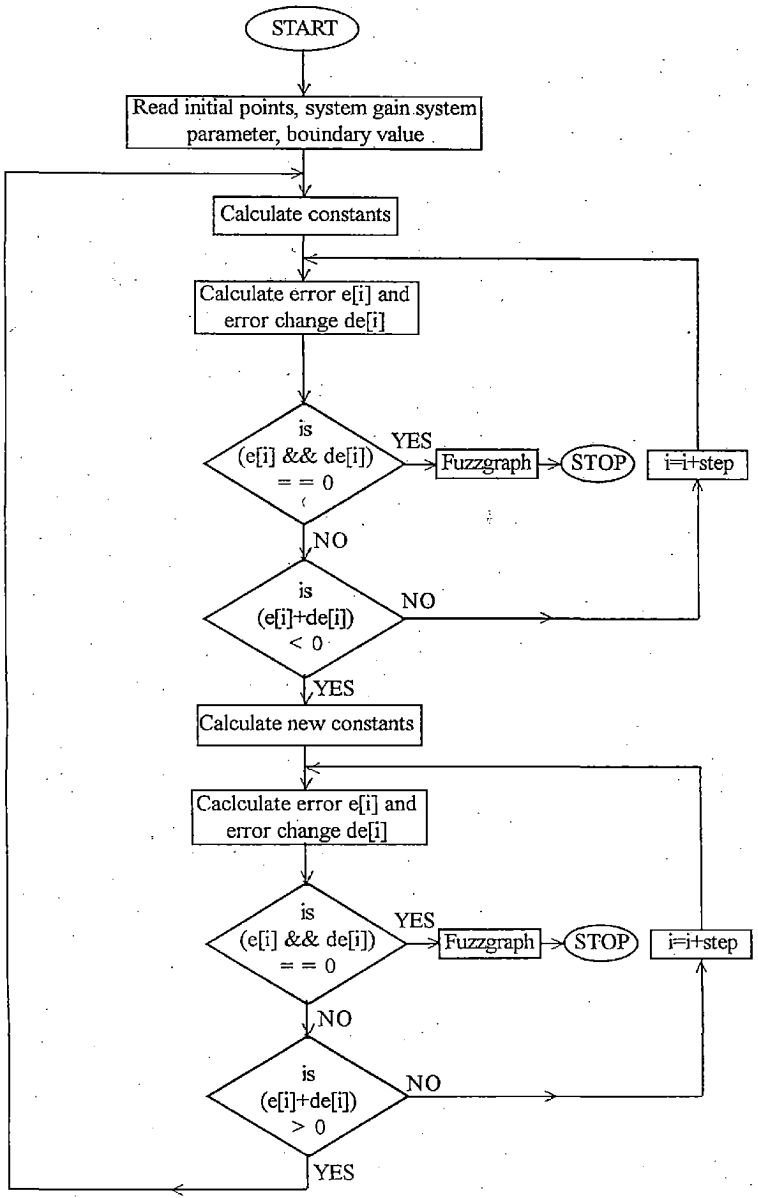 START
Read initial points, system gain system
parameter, boundary value
Calculate constants
Calculate error e[i] and
error change de[i]
is
(e[i] && de[i])
= = 0
YES
Fuzzgraph
STOP
i=i+step
NO
is
(e[i]+de[i])
< 0
NO
YES
Calculate new constants
Caclculate error e[i] and
error change de[i]
is
(e[i] && de[i])
= = 0
YES
Fuzzgraph
STOP
i=i+step
NO
is
(e[i]+de[i])
> 0
NO
YES